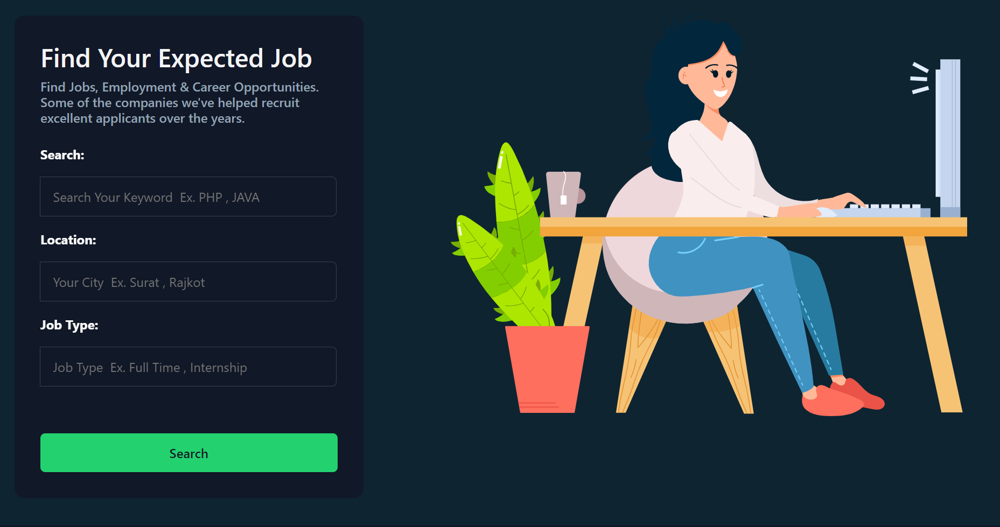 Find Your Expected Job
Find Jobs, Employment & Career Opportunities.
Some of the companies we've helped recruit
excellent applicants over the years.
Search:
Search Your Keyword  Ex. PHP , JAVA
Location:
Your City  Ex. Surat , Rajkot
Job Type:
Job Type  Ex. Full Time , Internship
Search